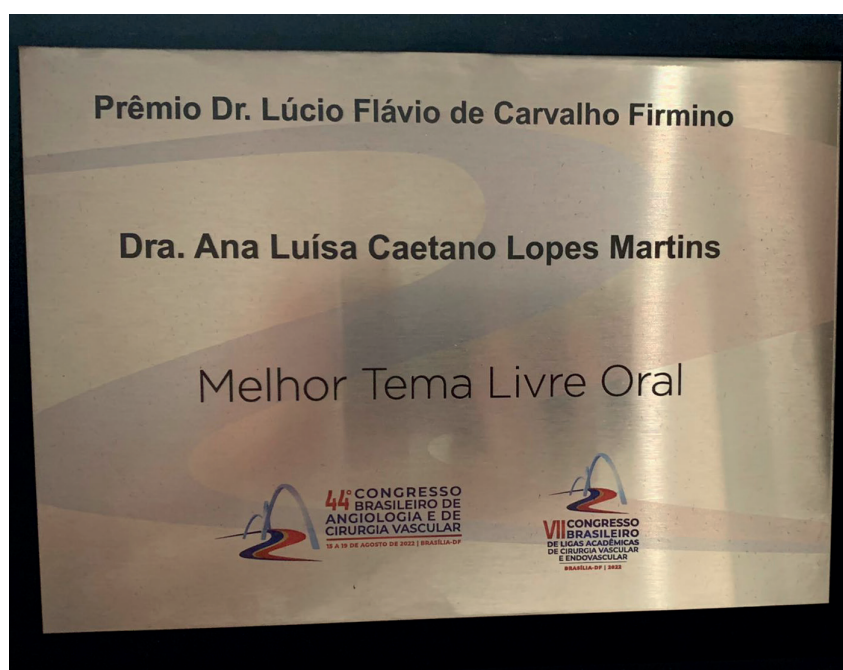 Prêmio Dr. Lúcio Flávio de Carvalho Firmino
Dra. Ana Luísa Caetano Lopes Martins
Melhor Tema Livre Oral
44º CONGRESSO
BRASILEIRO DE
ANGIOLOGIA E DE
CIRURGIA VASCULAR
15 A 19 DE AGOSTO DE 2022 | BRASÍLIA-DF
VII CONGRESSO
BRASILEIRO
DE LIGAS ACADÊMICAS
DE CIRURGIA VASCULAR
E ENDOVASCULAR
BRASÍLIA-DF | 2022